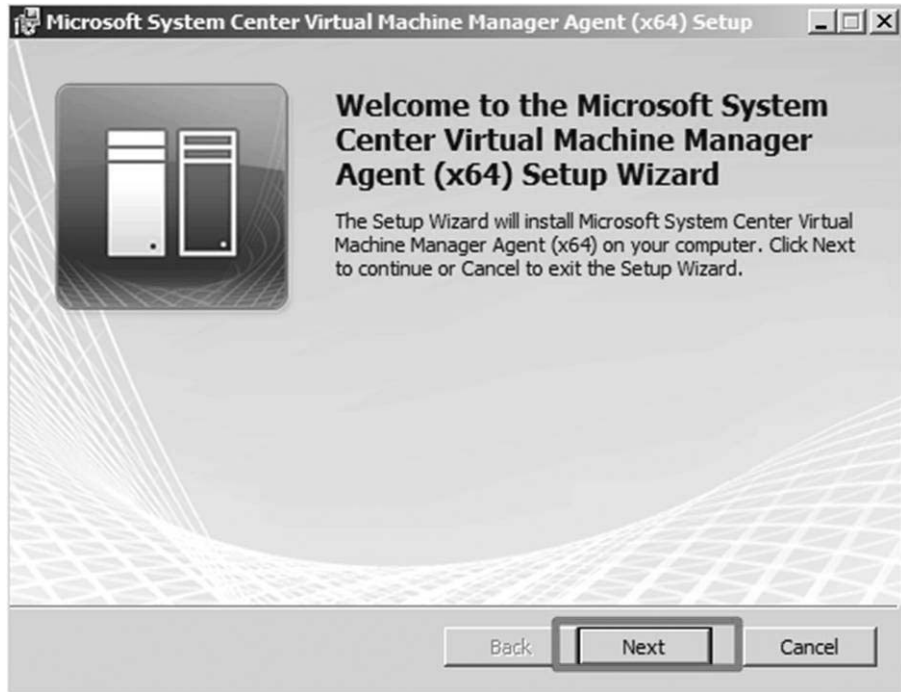 Microsoft System Center Virtual Machine Manager Agent (x64) Setup
Welcome to the Microsoft System
Center Virtual Machine Manager
Agent (x64) Setup Wizard
The Setup Wizard will install Microsoft System Center Virtual
Machine Manager Agent (x64) on your computer. Click Next
to continue or Cancel to exit the Setup Wizard.
Back Next Cancel